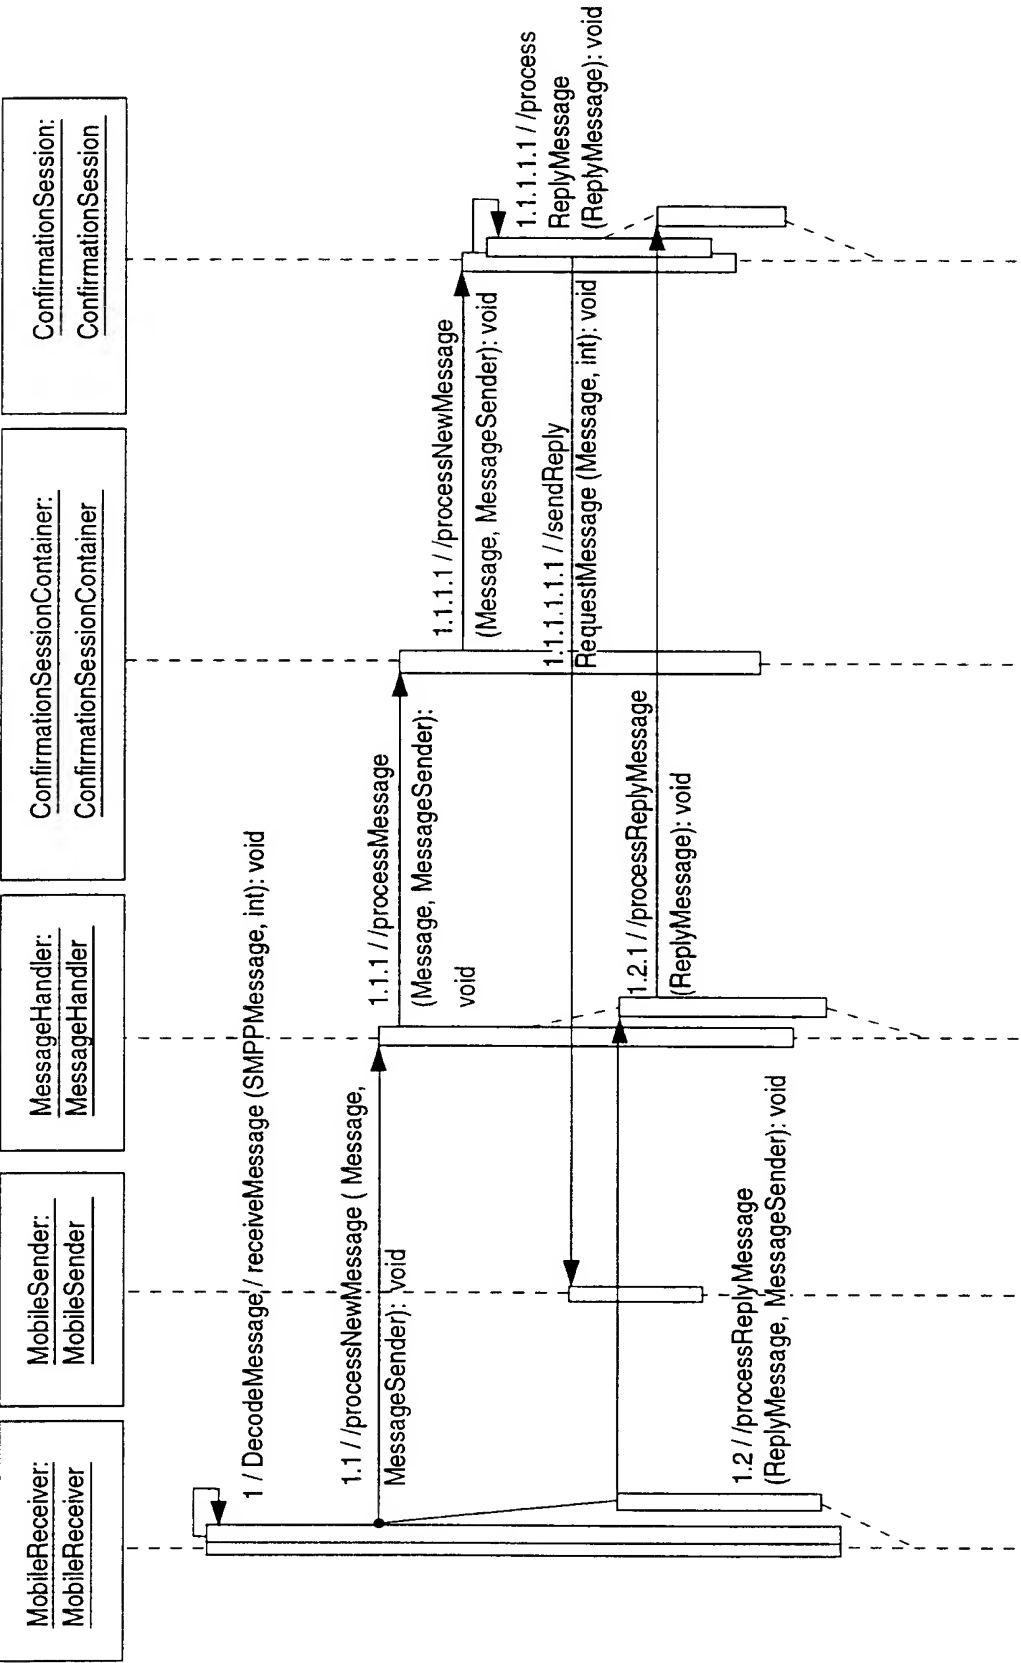 MobileReceiver:
MobileReceiver
MobileSender:
MobileSender
MessageHandler:
MessageHandler
ConfirmationSessionContainer:
ConfirmationSessionContainer
ConfirmationSession:
ConfirmationSession
1 / DecodeMessage / receiveMessage (SMPPMessage, int): void
1.1 / /processNewMessage ( Message,
MessageSender): void
1.1.1 / /processMessage
(Message, MessageSender):
void
1.1.1.1 / /processNewMessage
(Message, MessageSender): void
1.1.1.1.1 / /process
ReplyMessage
(ReplyMessage): void
1.1.1.1.1.1 / /sendReply
RequestMessage (Message, int): void
1.2 / /processReplyMessage
(ReplyMessage, MessageSender): void
1.2.1 / /processReplyMessage
(ReplyMessage): void